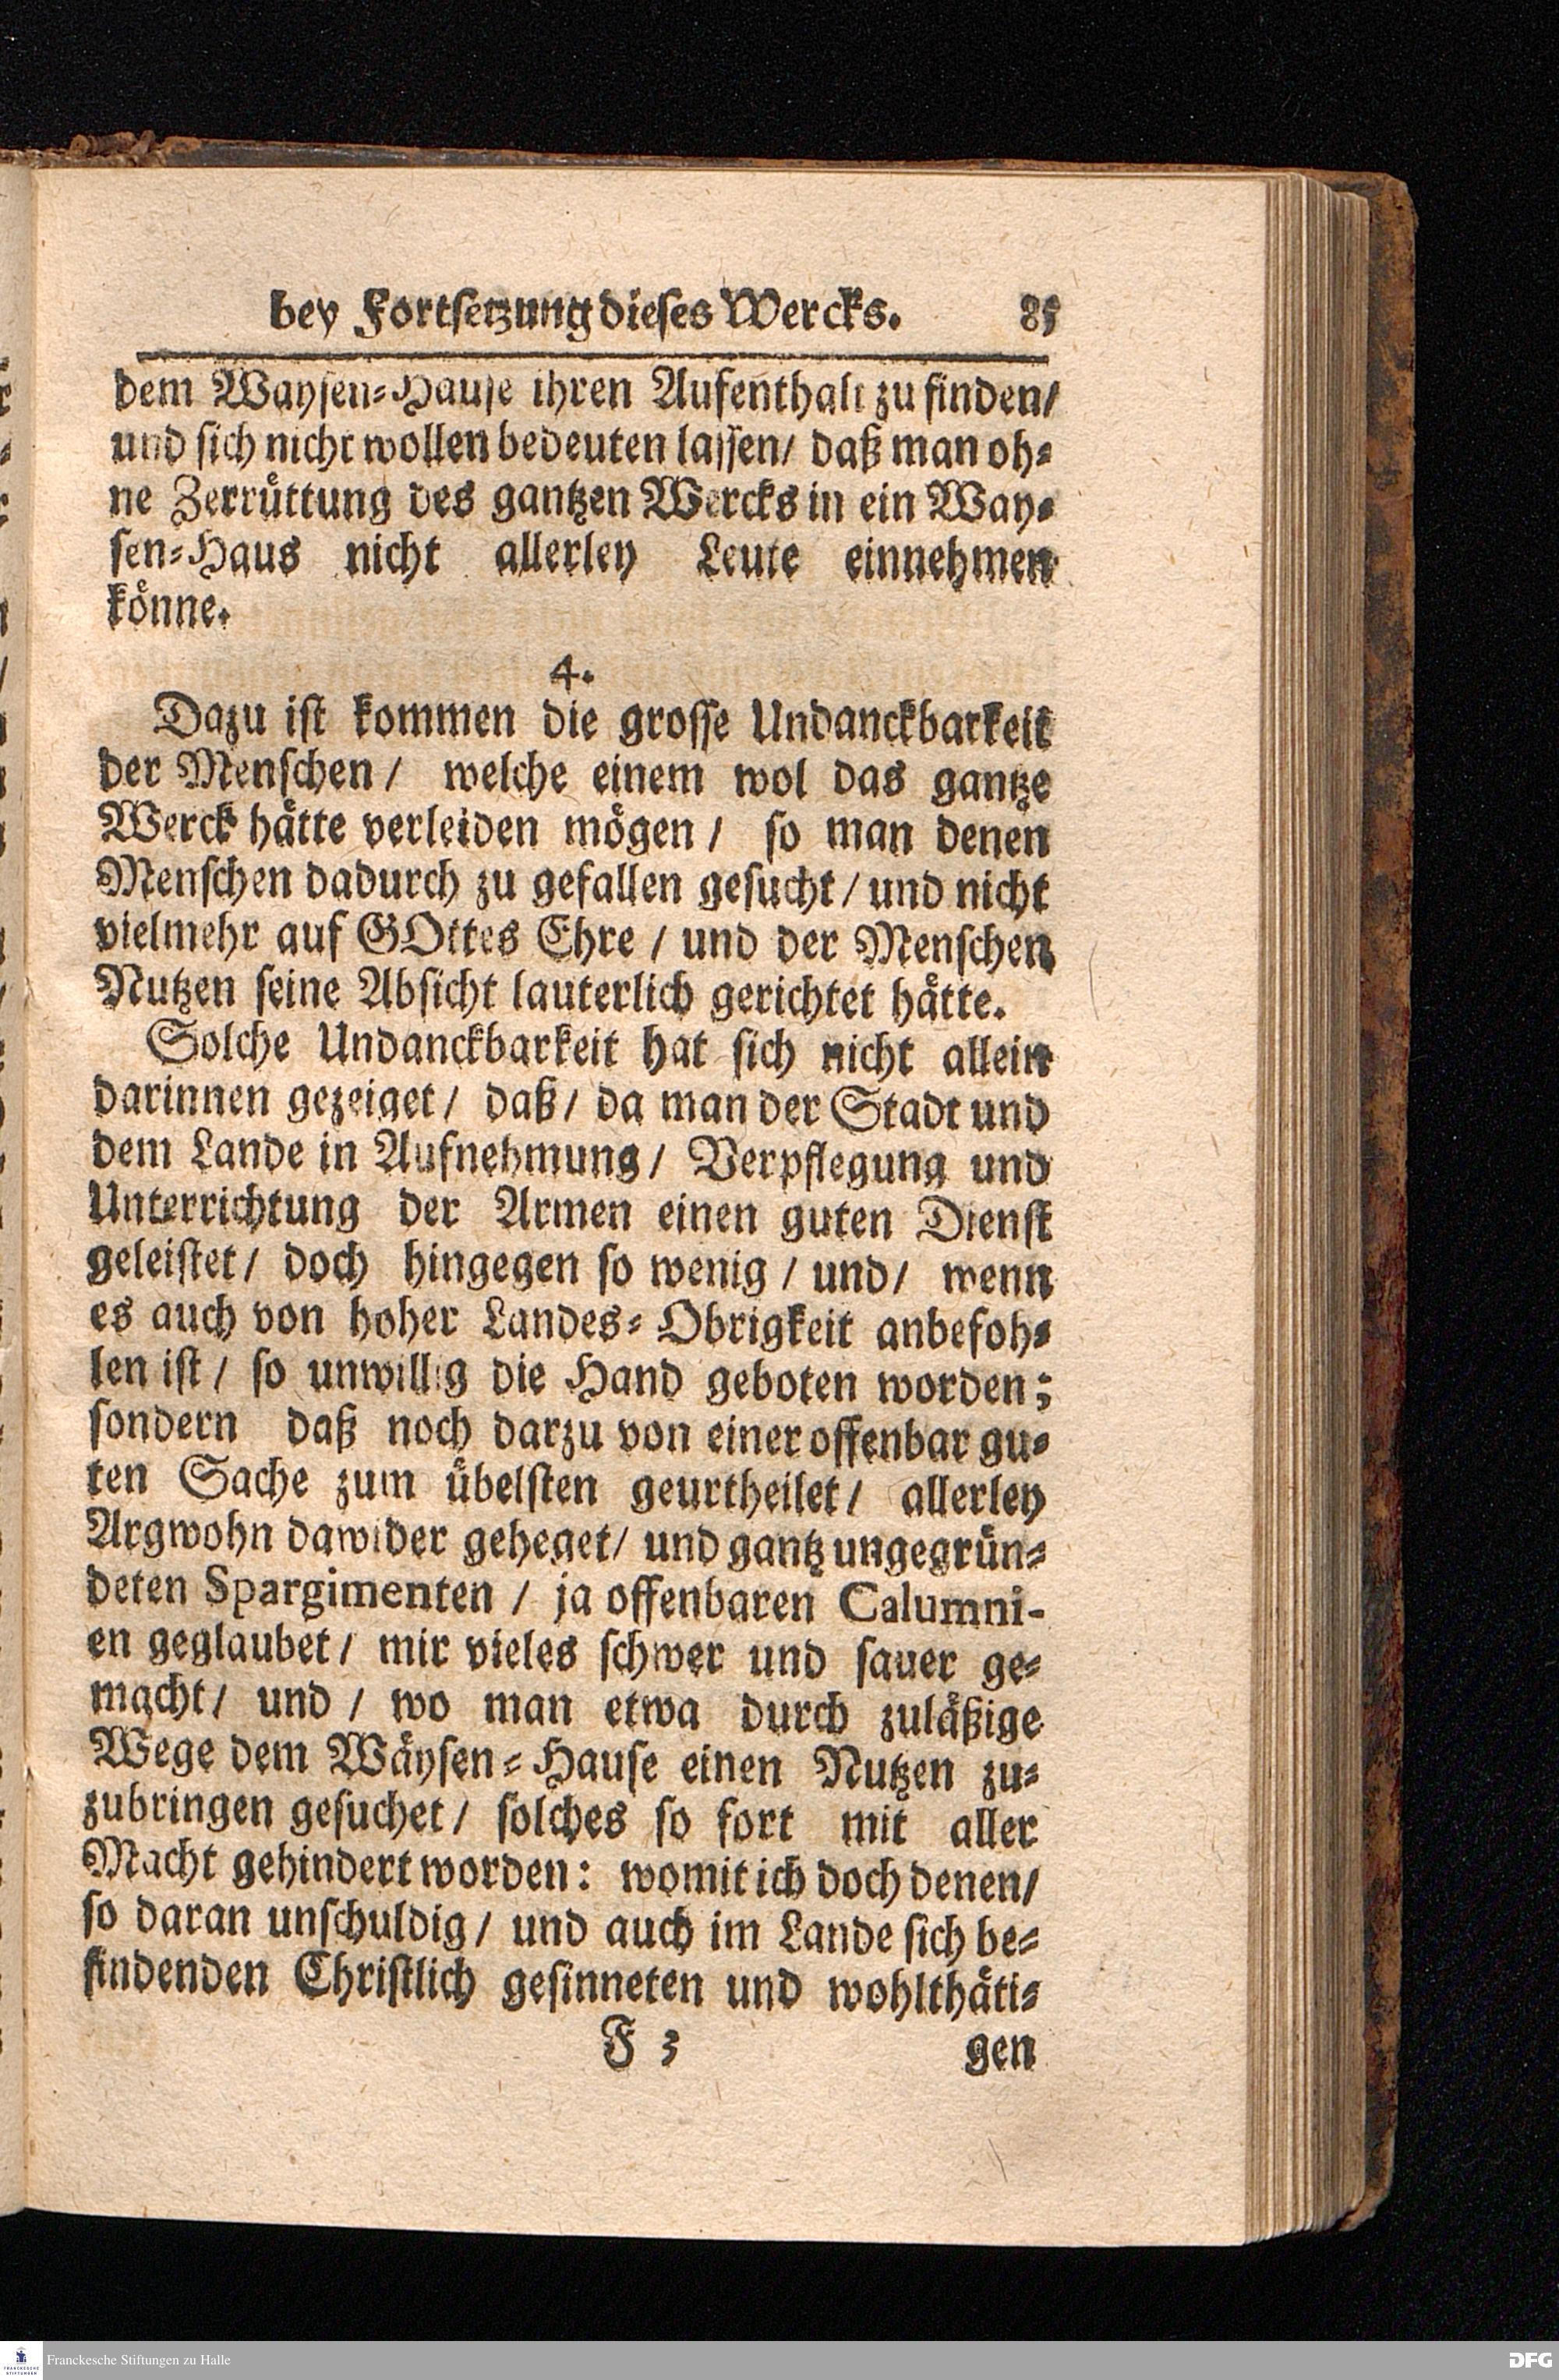 bey Fortsetzung dieses Wercks. 85
dem Waysen-Hause ihren Aufenthalt zu finden/
und sich nicht wollen bedeuten lassen/ daß man oh-
ne Zerrüttung des gantzen Wercks in ein Way-
sen-Haus nicht allerley Leute einnehmen
könne.
4.
Dazu ist kommen die grosse Undanckbarkeit
der Menschen / welche einem wol das gantze
Werck hätte verleiden mögen / so man denen
Menschen dadurch zu gefallen gesucht / und nicht
vielmehr auf GOttes Ehre / und der Menschen
Nutzen seine Absicht lauterlich gerichtet hätte.
Solche Undanckbarkeit hat sich nicht allein
darinnen gezeiget / daß / da man der Stadt und
dem Lande in Aufnehmung / Verpflegung und
Unterrichtung der Armen einen guten Dienst
geleistet / doch hingegen so wenig / und / wenn
es auch von hoher Landes-Obrigkeit anbefoh-
len ist / so unwillig die Hand geboten worden;
sondern daß noch darzu von einer offenbar gu-
ten Sache zum übelsten geurtheilet / allerley
Argwohn dawider geheget / und gantz ungegrün-
deten Spargimenten / ja offenbaren Calumni-
en geglaubet / mir vieles schwer und sauer ge-
macht / und / wo man etwa durch zuläßige
Wege dem Wäysen-Hause einen Nutzen zu-
zubringen gesuchet / solches so fort mit aller
Macht gehindert worden: womit ich doch denen/
so daran unschuldig / und auch im Lande sich be-
findenden Christlich gesinneten und wohlthäti-
F 3 gen
FRANCKESCHE STIFTUNGEN
Franckesche Stiftungen zu Halle
DFG